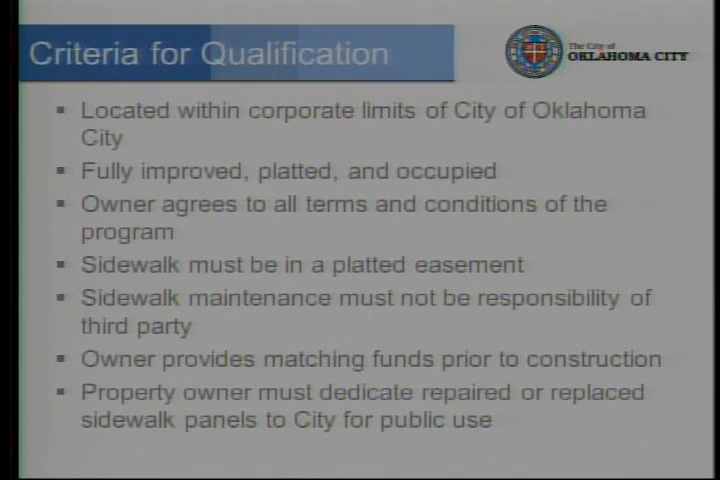 Criteria for Qualification
The City of
OKLAHOMA CITY
Located within corporate limits of City of Oklahoma
City
Fully improved, platted, and occupied
Owner agrees to all terms and conditions of the
program
Sidewalk must be in a platted easement
Sidewalk maintenance must not be responsibility of
third party
Owner provides matching funds prior to construction
Property owner must dedicate repaired or replaced
sidewalk panels to City for public use